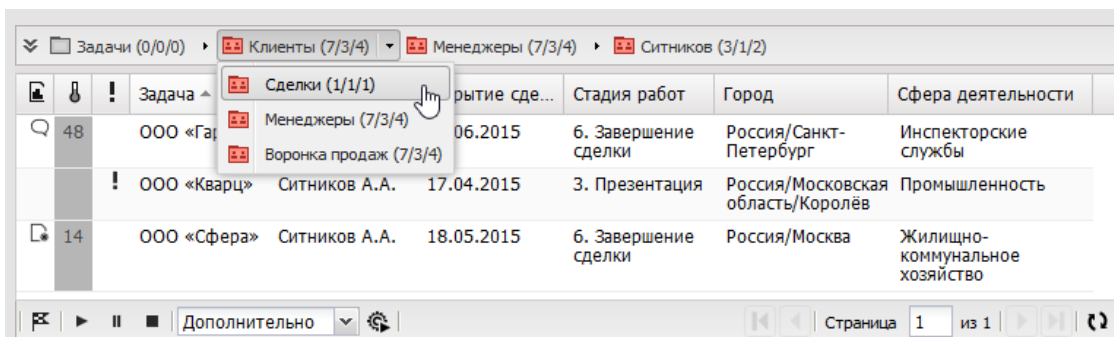 Задачи (0/0/0) Клиенты (7/3/4) Менеджеры (7/3/4) Ситников (3/1/2)
Сделки (1/1/1)
Менеджеры (7/3/4)
Воронка продаж (7/3/4)
! Задача рытие сде... Стадия работ Город Сфера деятельности
48 ООО «Гар 06.2015 6. Завершение сделки Россия/Санкт-Петербург Инспекторские службы
! ООО «Кварц» Ситников А.А. 17.04.2015 3. Презентация Россия/Московская область/Королёв Промышленность
14 ООО «Сфера» Ситников А.А. 18.05.2015 6. Завершение сделки Россия/Москва Жилищно-коммунальное хозяйство
Дополнительно Страница 1 из 1